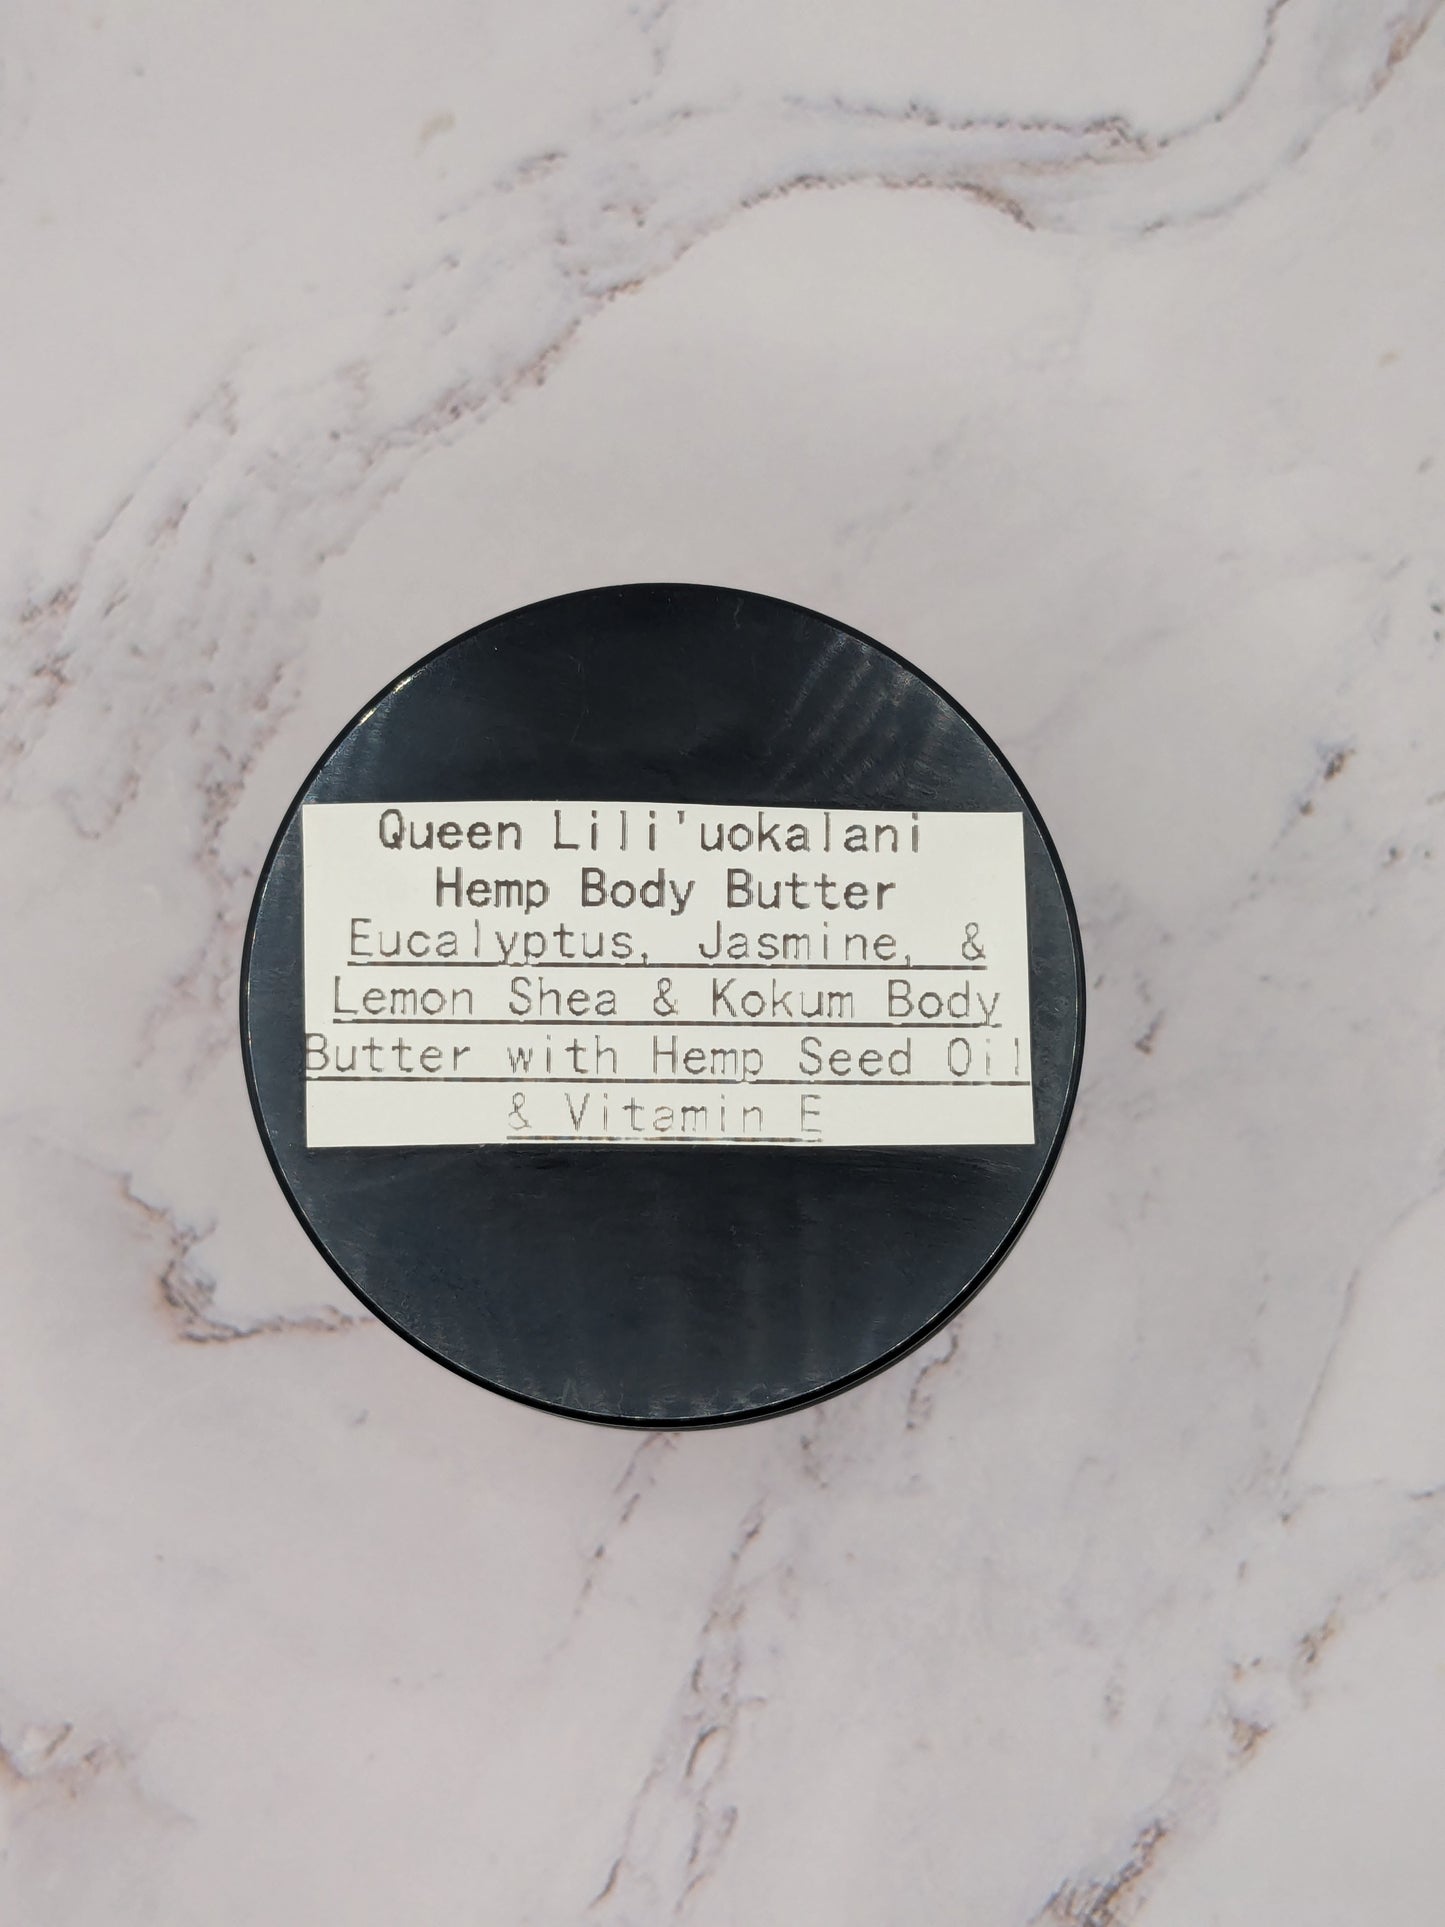 Queen Lili'uokalani
Hemp Body Butter
Eucalyptus, Jasmine, &
Lemon Shea & Kokum Body
Butter with Hemp Seed Oil
& Vitamin E